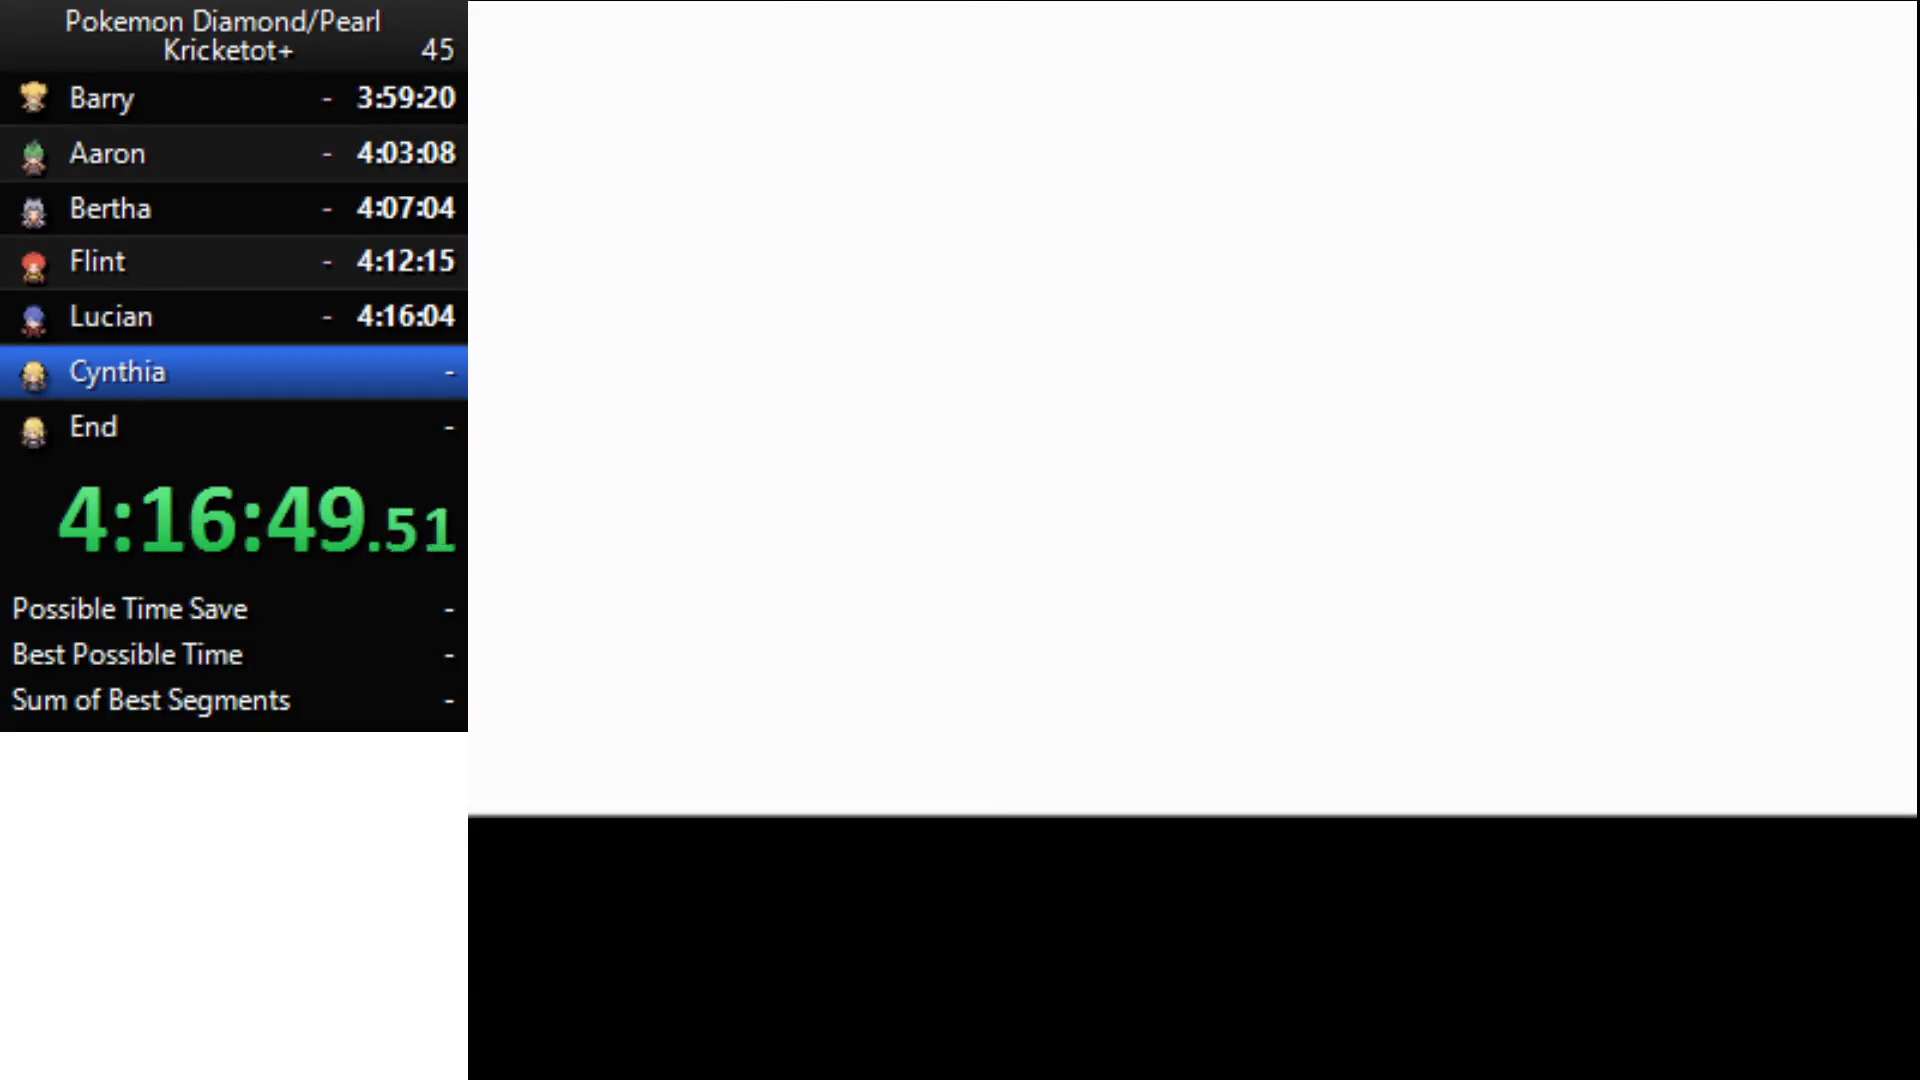 Pokemon Diamond/Pearl
Kricketot+ 45
Barry - 3:59:20
Aaron - 4:03:08
Bertha - 4:07:04
Flint - 4:12:15
Lucian - 4:16:04
Cynthia -
End -
4:16:49.51
Possible Time Save -
Best Possible Time -
Sum of Best Segments -